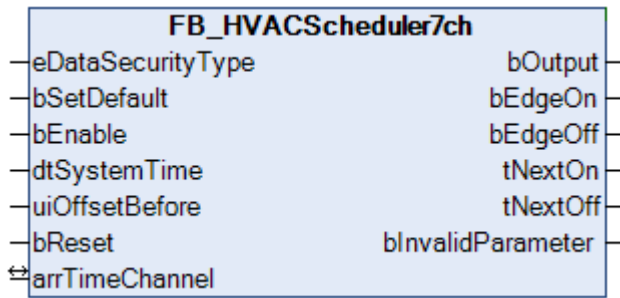 FB_HVACScheduler7ch
eDataSecurityType bOutput
bSetDefault bEdgeOn
bEnable bEdgeOff
dtSystemTime tNextOn
uiOffsetBefore tNextOff
bReset bInvalidParameter
arrTimeChannel